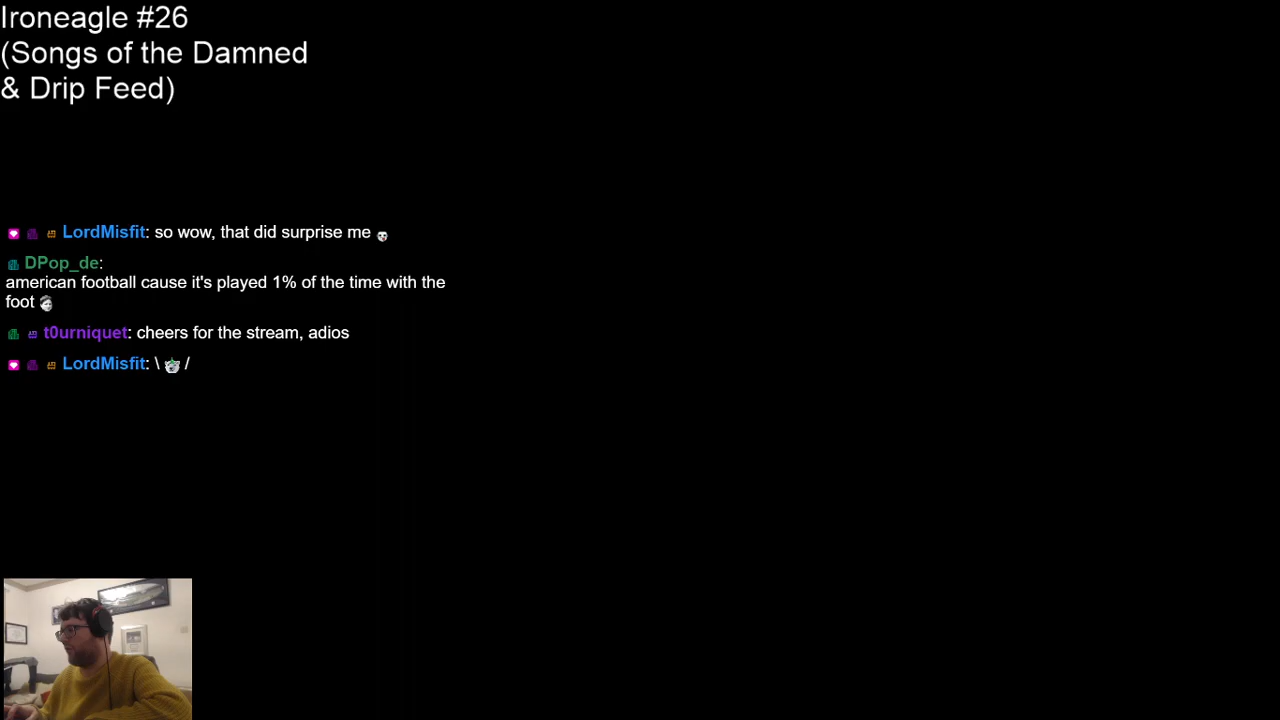 Ironeagle #26
(Songs of the Damned
& Drip Feed)
LordMisfit: so wow, that did surprise me
DPop_de:
american football cause it's played 1% of the time with the
foot
t0urniquet: cheers for the stream, adios
LordMisfit: \ /